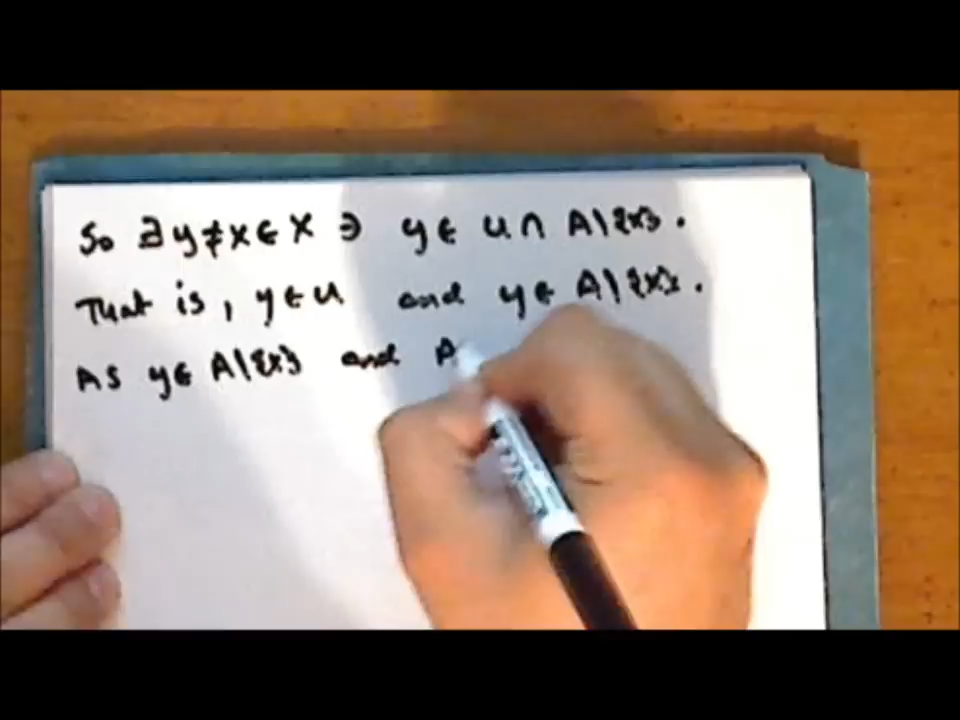 So ∃ y≠x ∈ X ∋ y ∈ U ∩ A\{x}.
That is, y ∈ U and y ∈ A\{x}.
As y ∈ A\{x} and A